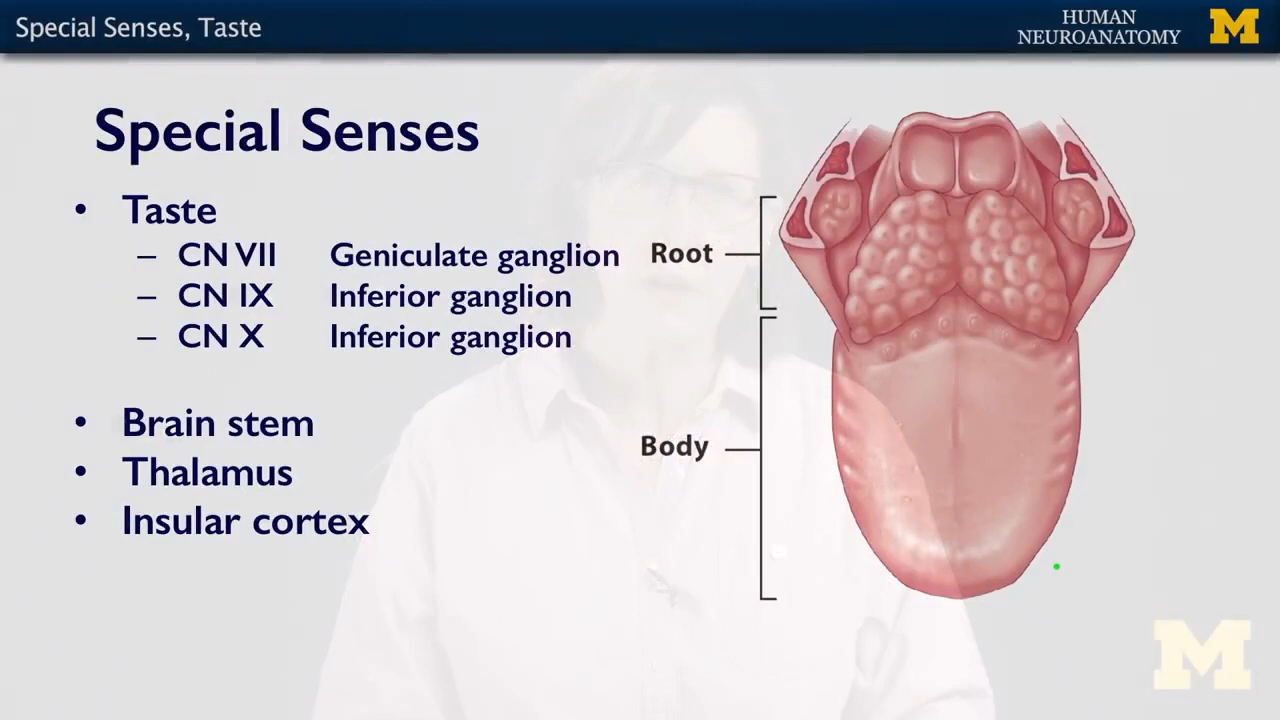 Special Senses, Taste
HUMAN
NEUROANATOMY
M
Special Senses
• Taste
– CN VII Geniculate ganglion
– CN IX Inferior ganglion
– CN X Inferior ganglion
• Brain stem
• Thalamus
• Insular cortex
Root
Body
M